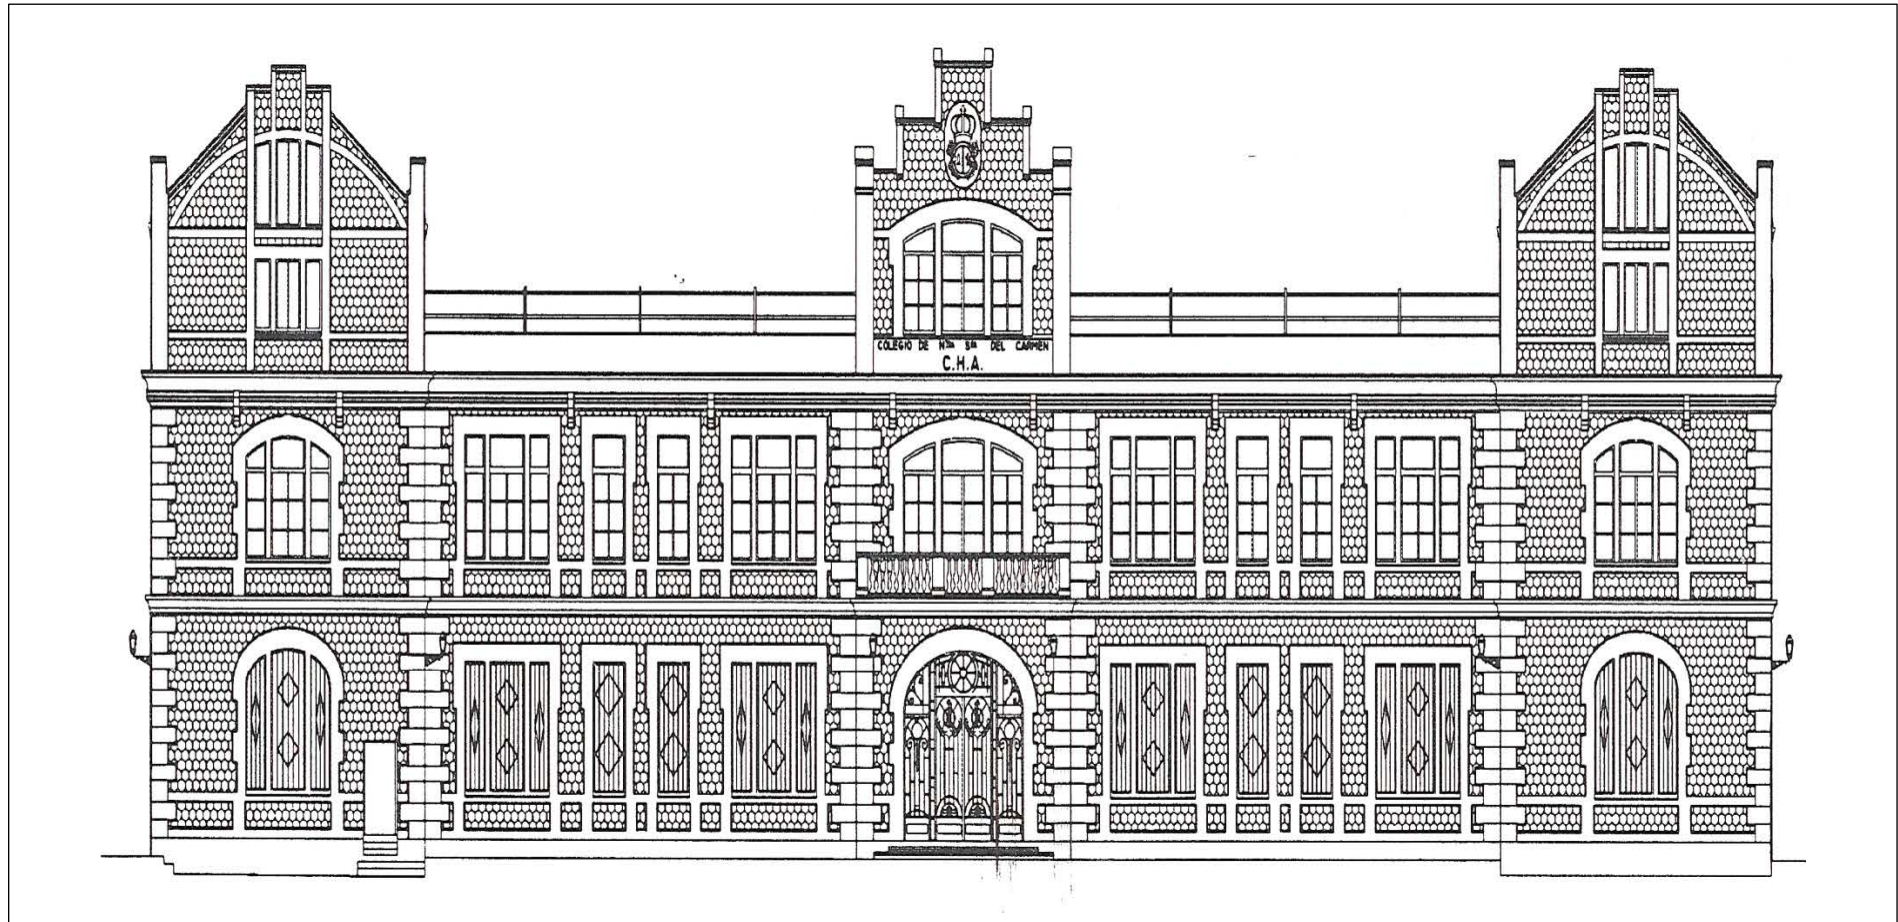 COLEGIO DE Nᵗʳᵃ Sʳᵃ DEL CARMEN
C.H.A.